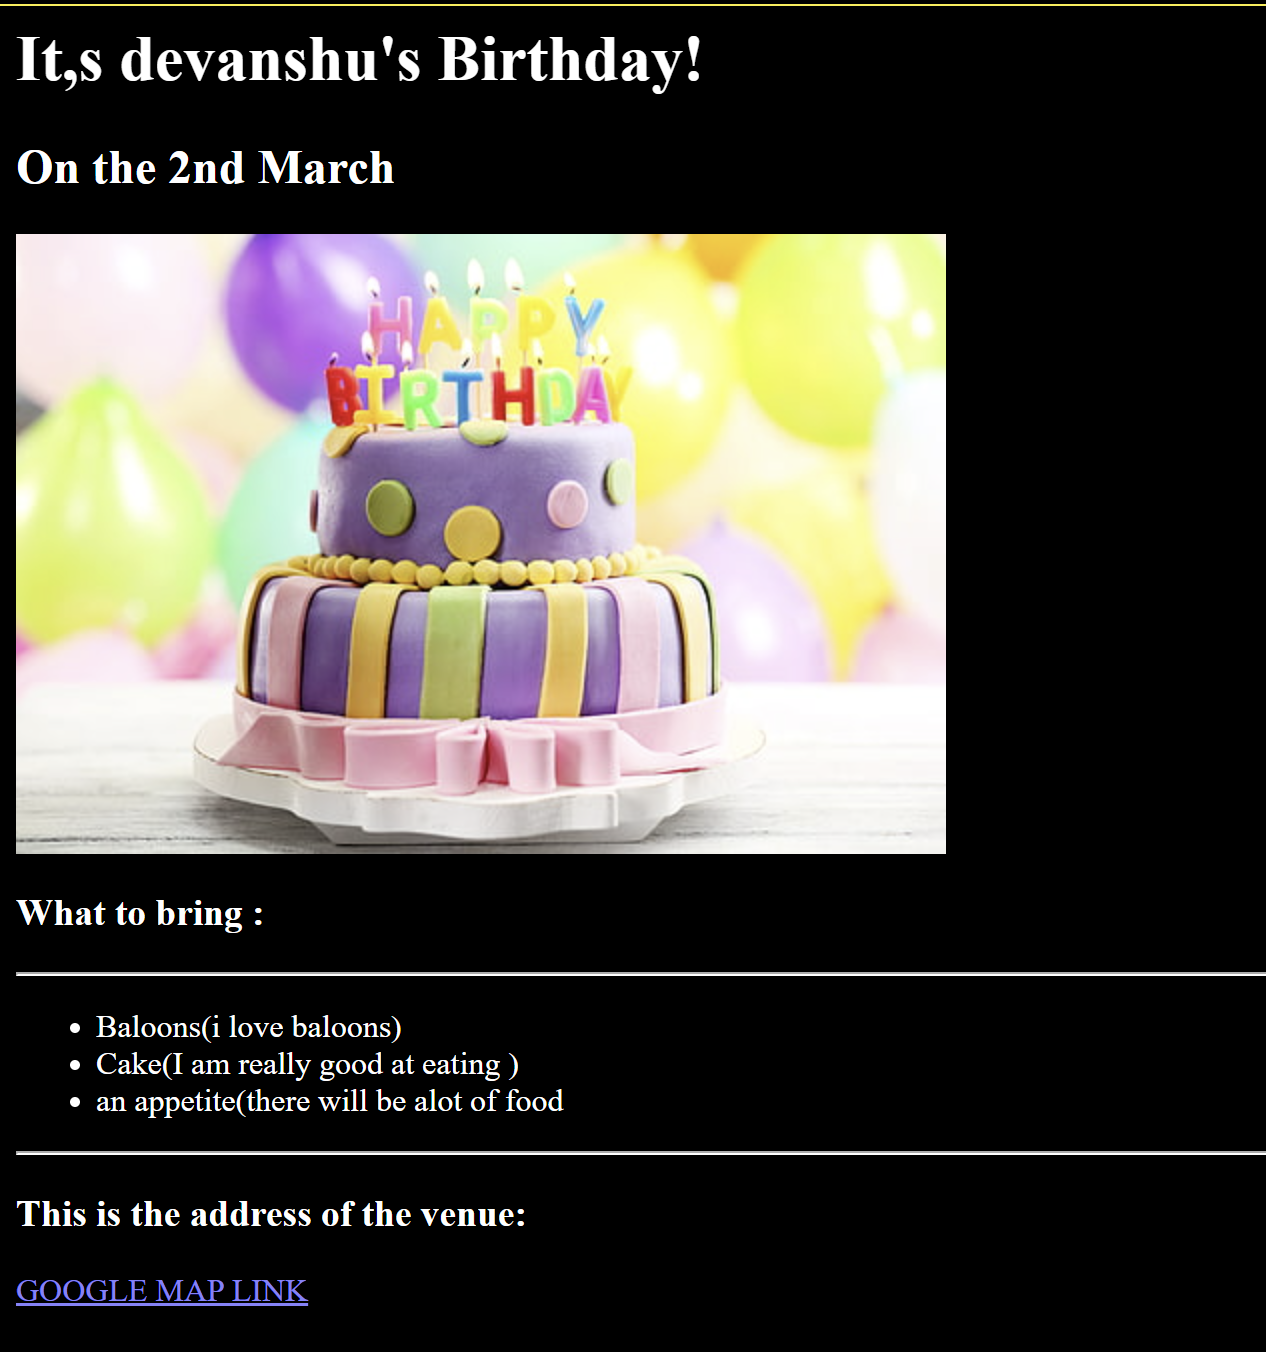 It,s devanshu's Birthday!
On the 2nd March
HAPPY
BIRTHDAY
What to bring :
Baloons(i love baloons)
Cake(I am really good at eating )
an appetite(there will be alot of food
This is the address of the venue:
GOOGLE MAP LINK